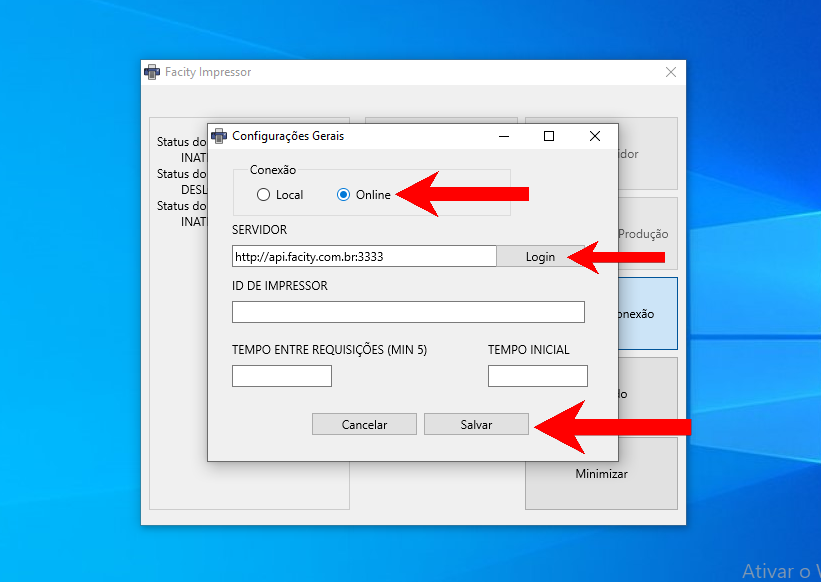 Facity Impressor
Configurações Gerais
Status do
INAT
Status do
DESL
Status do
INAT
Conexão
Local
Online
SERVIDOR
http://api.facity.com.br:3333
Login
ID DE IMPRESSOR
TEMPO ENTRE REQUISIÇÕES (MIN 5)
TEMPO INICIAL
Cancelar
Salvar
idor
Produção
onexão
do
Minimizar
Ativar o